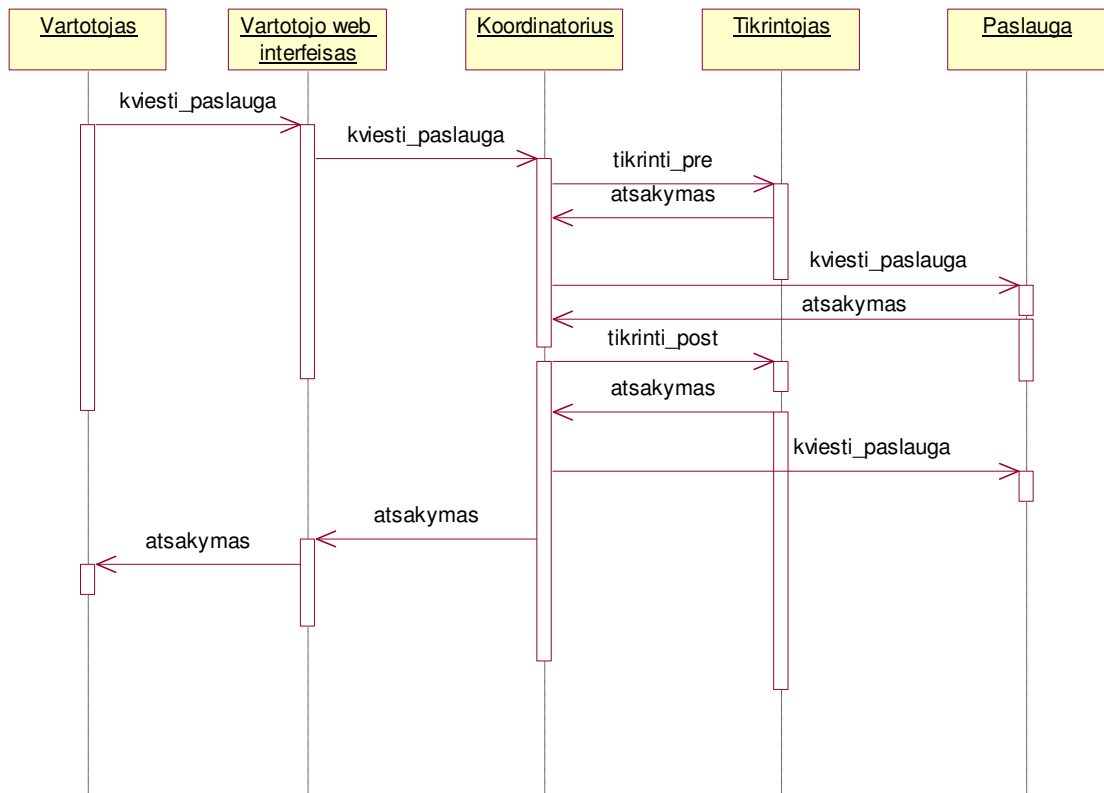 Vartotojas
Vartotojo web
interfeisas
Koordinatorius
Tikrintojas
Paslauga
kviesti_paslauga
kviesti_paslauga
tikrinti_pre
atsakymas
kviesti_paslauga
atsakymas
tikrinti_post
atsakymas
kviesti_paslauga
atsakymas
atsakymas